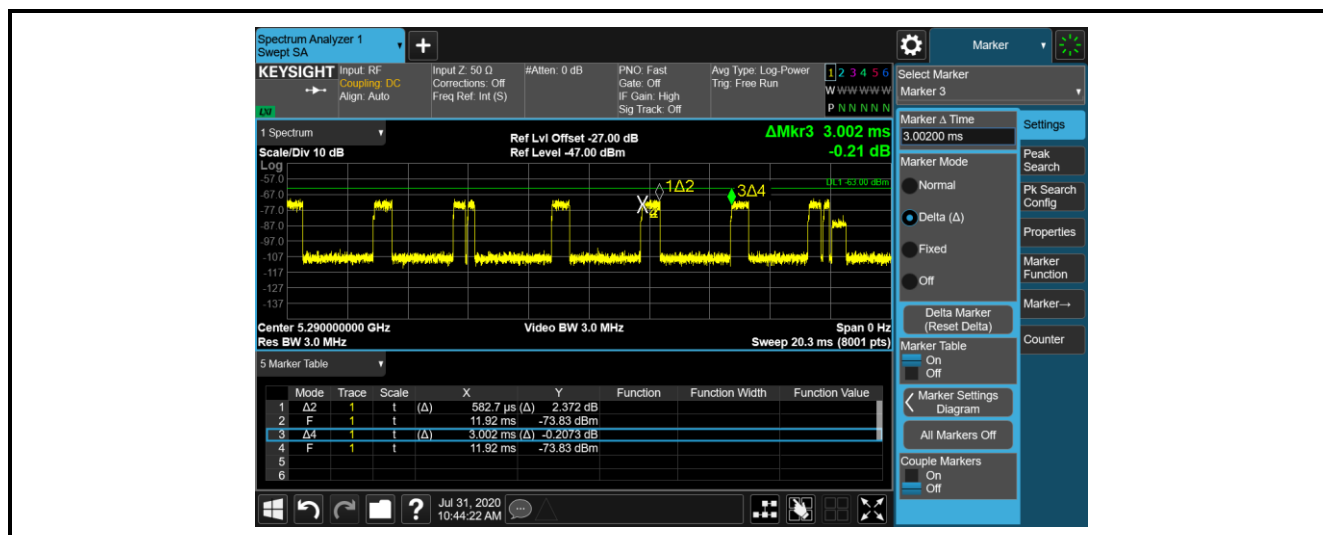 Spectrum Analyzer 1
Swept SA
+
Marker
KEYSIGHT
Input: RF
Coupling: DC
Align: Auto
Input Z: 50 Ω
Corrections: Off
Freq Ref: Int (S)
#Atten: 0 dB
PNO: Fast
Gate: Off
IF Gain: High
Sig Track: Off
Avg Type: Log-Power
Trig: Free Run
1 2 3 4 5 6
W W W W W W
P N N N N N
LXI
Select Marker
Marker 3
1 Spectrum
Scale/Div 10 dB
Ref Lvl Offset -27.00 dB
Ref Level -47.00 dBm
ΔMkr3 3.002 ms
-0.21 dB
Log
-57.0
-67.0
-77.0
-87.0
-97.0
-107
-117
-127
-137
DL1 -63.00 dBm
1Δ2
3Δ4
X
Center 5.290000000 GHz
Res BW 3.0 MHz
Video BW 3.0 MHz
Span 0 Hz
Sweep 20.3 ms (8001 pts)
Marker Δ Time
3.00200 ms
Marker Mode
Normal
Delta (Δ)
Fixed
Off
Delta Marker
(Reset Delta)
Marker Table
On
Off
Marker Settings
Diagram
All Markers Off
Couple Markers
On
Off
Settings
Peak
Search
Pk Search
Config
Properties
Marker
Function
Marker→
Counter
5 Marker Table
Mode Trace Scale X Y Function Function Width Function Value
1 Δ2 1 t (Δ) 582.7 µs (Δ) 2.372 dB
2 F 1 t 11.92 ms -73.83 dBm
3 Δ4 1 t (Δ) 3.002 ms (Δ) -0.2073 dB
4 F 1 t 11.92 ms -73.83 dBm
5
6
?
Jul 31, 2020
10:44:22 AM